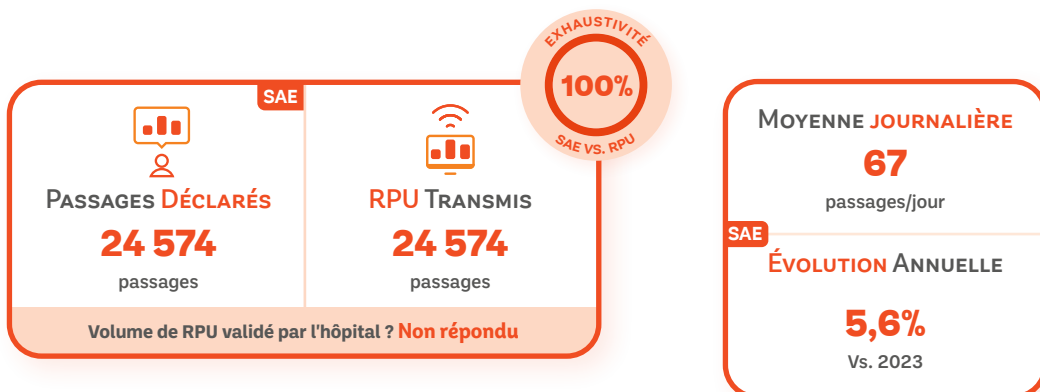 EXHAUSTIVITÉ
100%
SAE VS. RPU
SAE
PASSAGES DÉCLARÉS
24 574
passages
RPU TRANSMIS
24 574
passages
Volume de RPU validé par l'hôpital ? Non répondu
MOYENNE JOURNALIÈRE
67
passages/jour
SAE
ÉVOLUTION ANNUELLE
5,6%
Vs. 2023